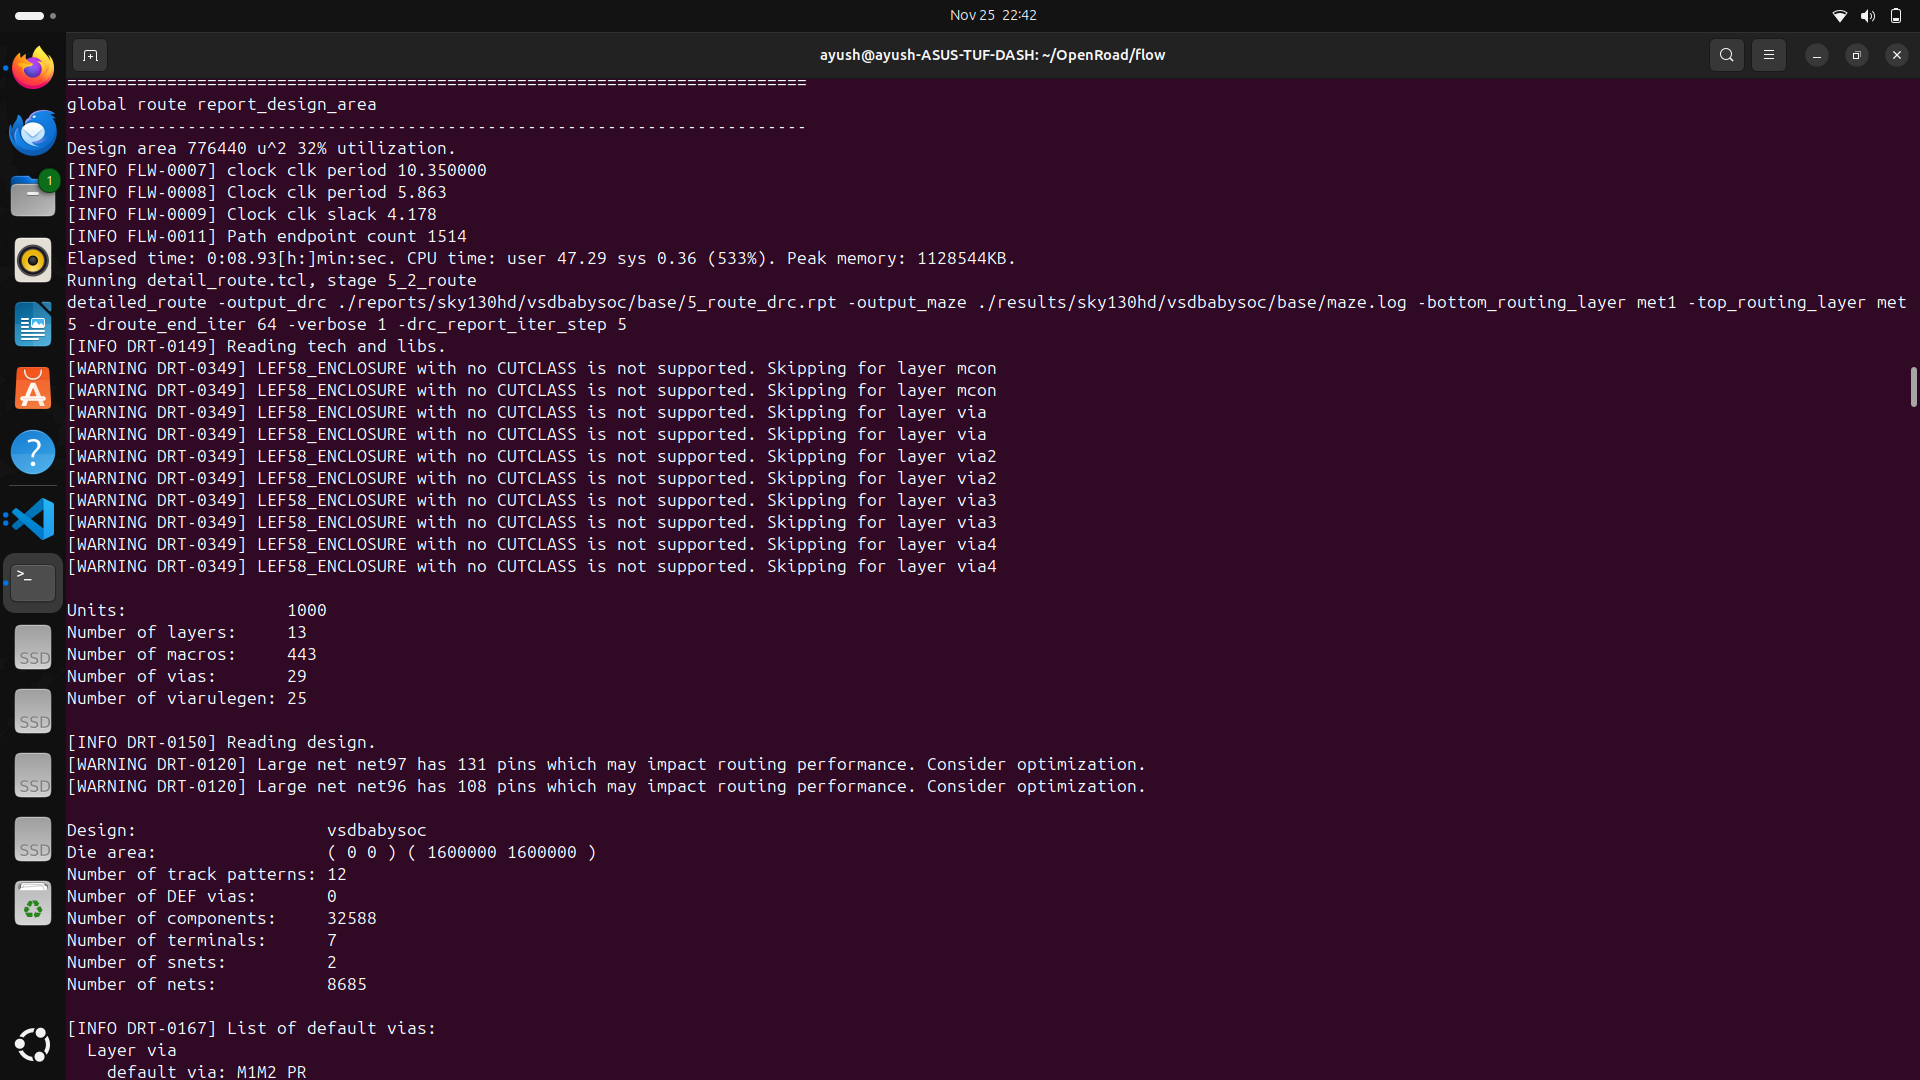 Nov 25 22:42
ayush@ayush-ASUS-TUF-DASH: ~/OpenRoad/flow
==========================================================================
global route report_design_area
--------------------------------------------------------------------------
Design area 776440 u^2 32% utilization.
[INFO FLW-0007] clock clk period 10.350000
[INFO FLW-0008] Clock clk period 5.863
[INFO FLW-0009] Clock clk slack 4.178
[INFO FLW-0011] Path endpoint count 1514
Elapsed time: 0:08.93[h:]min:sec. CPU time: user 47.29 sys 0.36 (533%). Peak memory: 1128544KB.
Running detail_route.tcl, stage 5_2_route
detailed_route -output_drc ./reports/sky130hd/vsdbabysoc/base/5_route_drc.rpt -output_maze ./results/sky130hd/vsdbabysoc/base/maze.log -bottom_routing_layer met1 -top_routing_layer met
5 -droute_end_iter 64 -verbose 1 -drc_report_iter_step 5
[INFO DRT-0149] Reading tech and libs.
[WARNING DRT-0349] LEF58_ENCLOSURE with no CUTCLASS is not supported. Skipping for layer mcon
[WARNING DRT-0349] LEF58_ENCLOSURE with no CUTCLASS is not supported. Skipping for layer mcon
[WARNING DRT-0349] LEF58_ENCLOSURE with no CUTCLASS is not supported. Skipping for layer via
[WARNING DRT-0349] LEF58_ENCLOSURE with no CUTCLASS is not supported. Skipping for layer via
[WARNING DRT-0349] LEF58_ENCLOSURE with no CUTCLASS is not supported. Skipping for layer via2
[WARNING DRT-0349] LEF58_ENCLOSURE with no CUTCLASS is not supported. Skipping for layer via2
[WARNING DRT-0349] LEF58_ENCLOSURE with no CUTCLASS is not supported. Skipping for layer via3
[WARNING DRT-0349] LEF58_ENCLOSURE with no CUTCLASS is not supported. Skipping for layer via3
[WARNING DRT-0349] LEF58_ENCLOSURE with no CUTCLASS is not supported. Skipping for layer via4
[WARNING DRT-0349] LEF58_ENCLOSURE with no CUTCLASS is not supported. Skipping for layer via4
Units: 1000
Number of layers: 13
Number of macros: 443
Number of vias: 29
Number of viarulegen: 25
[INFO DRT-0150] Reading design.
[WARNING DRT-0120] Large net net97 has 131 pins which may impact routing performance. Consider optimization.
[WARNING DRT-0120] Large net net96 has 108 pins which may impact routing performance. Consider optimization.
Design: vsdbabysoc
Die area: ( 0 0 ) ( 1600000 1600000 )
Number of track patterns: 12
Number of DEF vias: 0
Number of components: 32588
Number of terminals: 7
Number of snets: 2
Number of nets: 8685
[INFO DRT-0167] List of default vias:
Layer via
default via: M1M2_PR
1
SSD
SSD
SSD
SSD